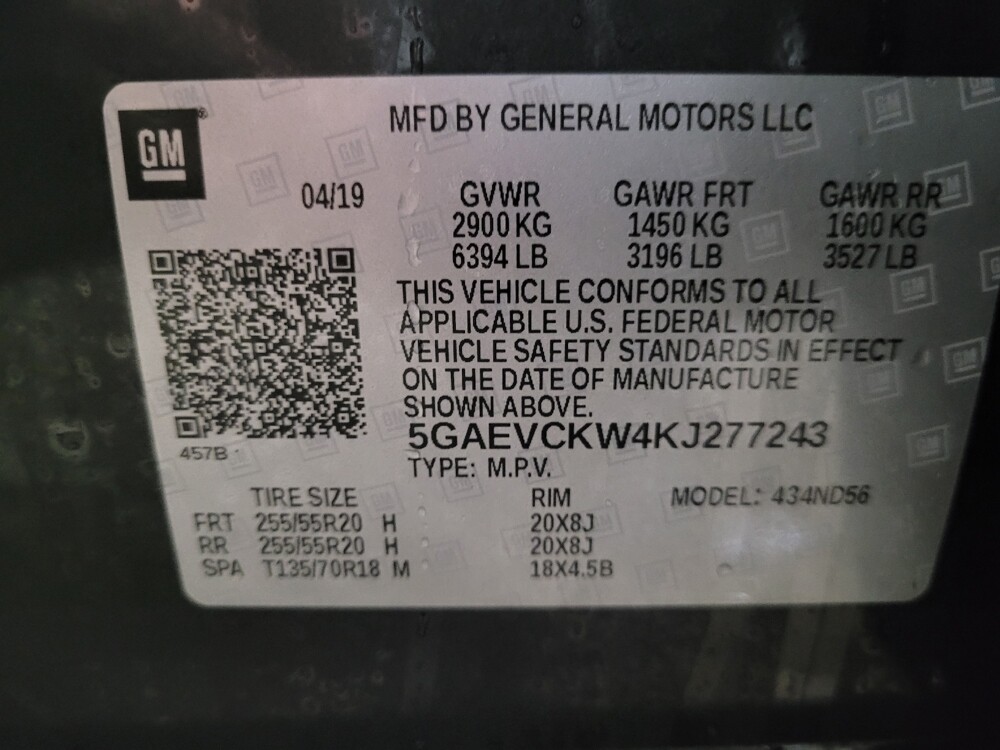 GM
MFD BY GENERAL MOTORS LLC
04/19 GVWR GAWR FRT GAWR RR
2900 KG 1450 KG 1600 KG
6394 LB 3196 LB 3527 LB
THIS VEHICLE CONFORMS TO ALL
APPLICABLE U.S. FEDERAL MOTOR
VEHICLE SAFETY STANDARDS IN EFFECT
ON THE DATE OF MANUFACTURE
SHOWN ABOVE.
5GAEVCKW4KJ277243
457B
TYPE: M.P.V.
TIRE SIZE RIM MODEL: 434ND56
FRT 255/55R20 H 20X8J
RR 255/55R20 H 20X8J
SPA T135/70R18 M 18X4.5B